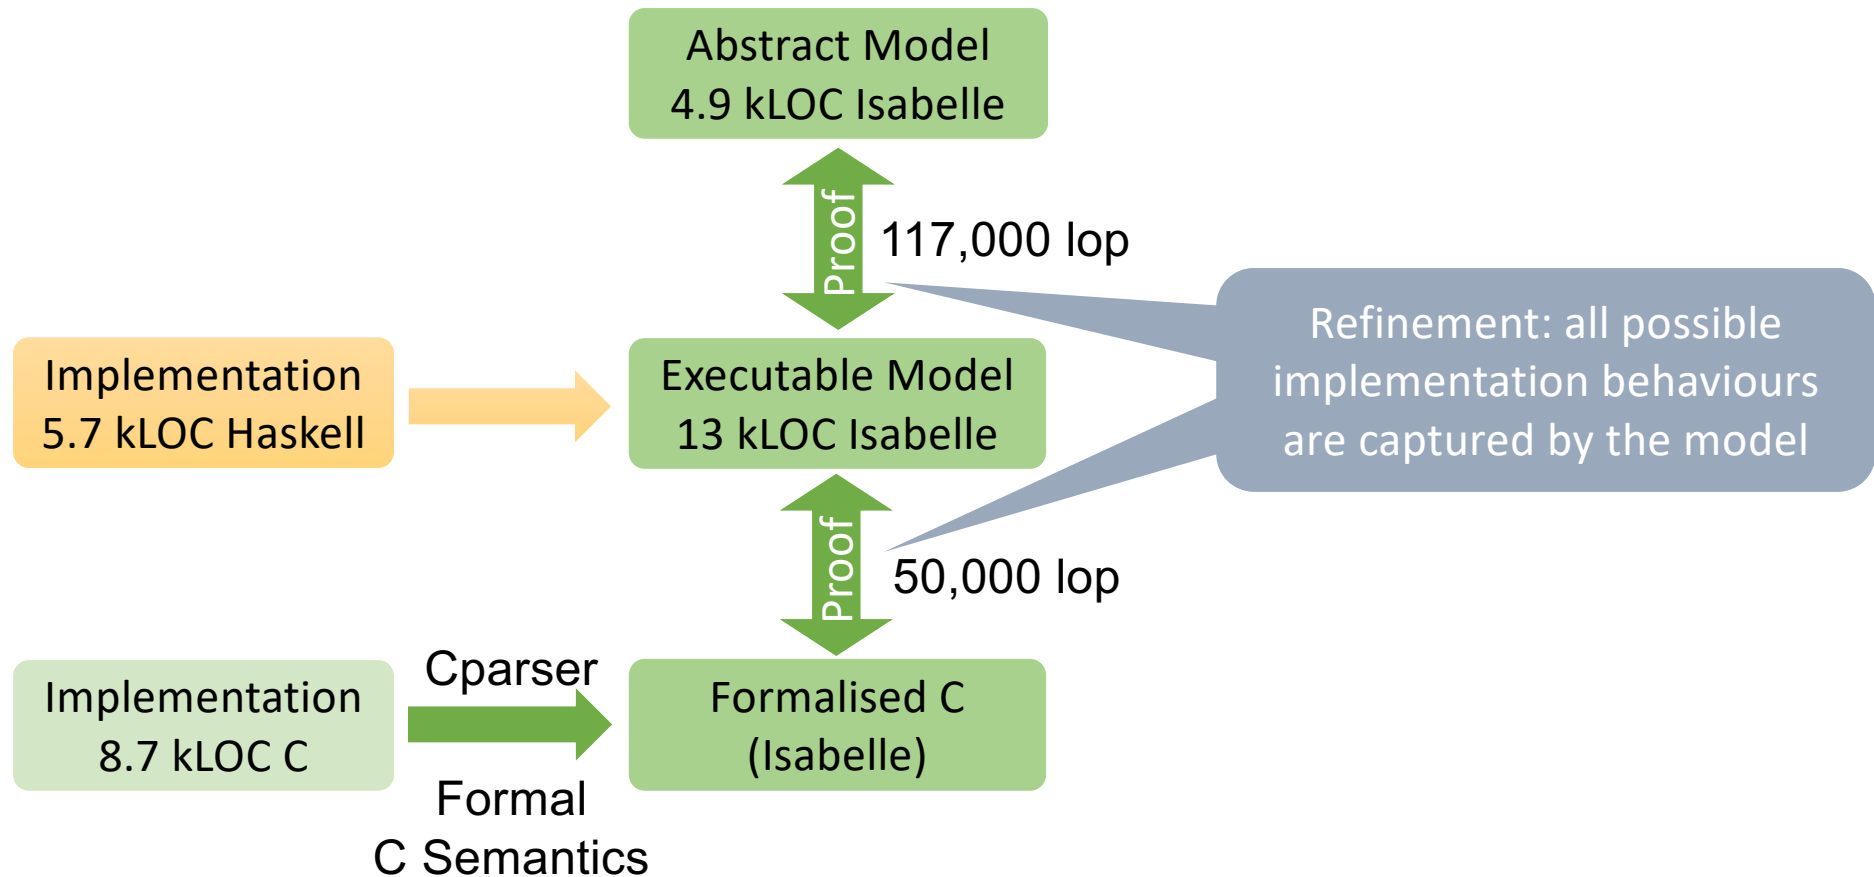 Abstract Model
4.9 kLOC Isabelle
Proof
117,000 lop
Refinement: all possible
implementation behaviours
are captured by the model
Implementation
5.7 kLOC Haskell
Executable Model
13 kLOC Isabelle
Proof
50,000 lop
Implementation
8.7 kLOC C
Cparser
Formal
C Semantics
Formalised C
(Isabelle)